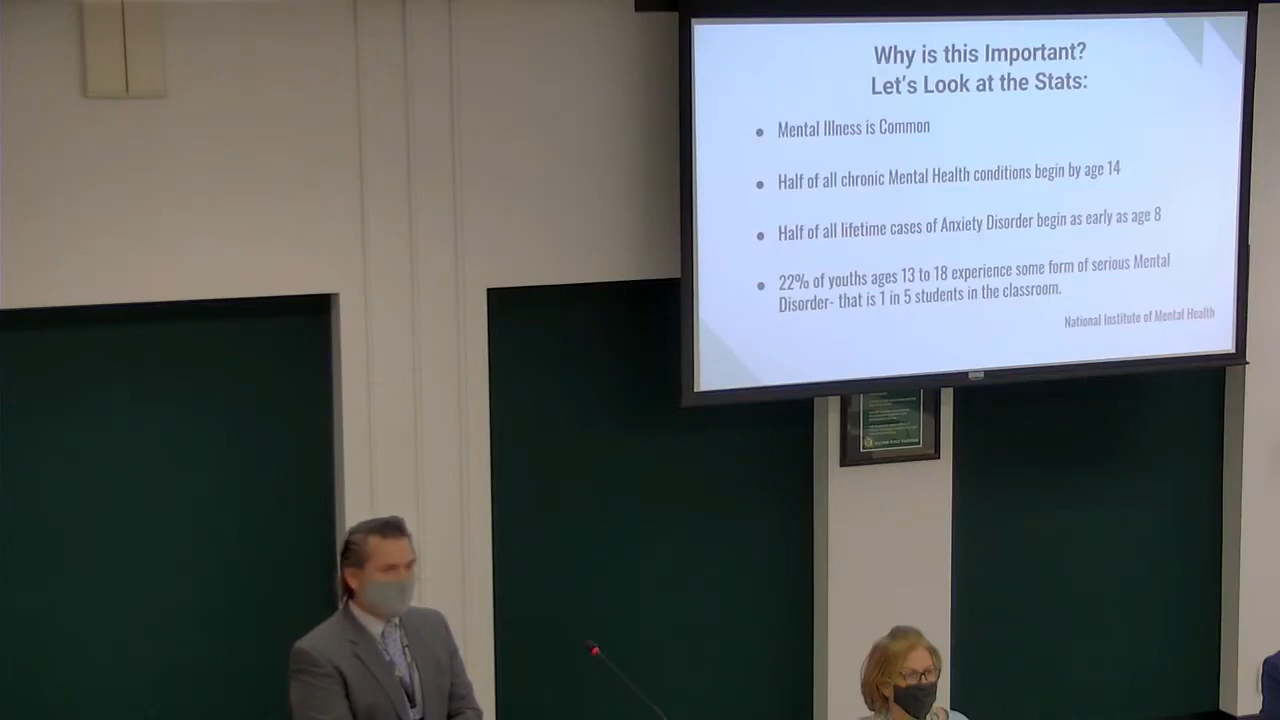 Why is this Important?
Let's Look at the Stats:
● Mental Illness is Common
● Half of all chronic Mental Health conditions begin by age 14
● Half of all lifetime cases of Anxiety Disorder begin as early as age 8
● 22% of youths ages 13 to 18 experience some form of serious Mental
Disorder- that is 1 in 5 students in the classroom.
National Institute of Mental Health